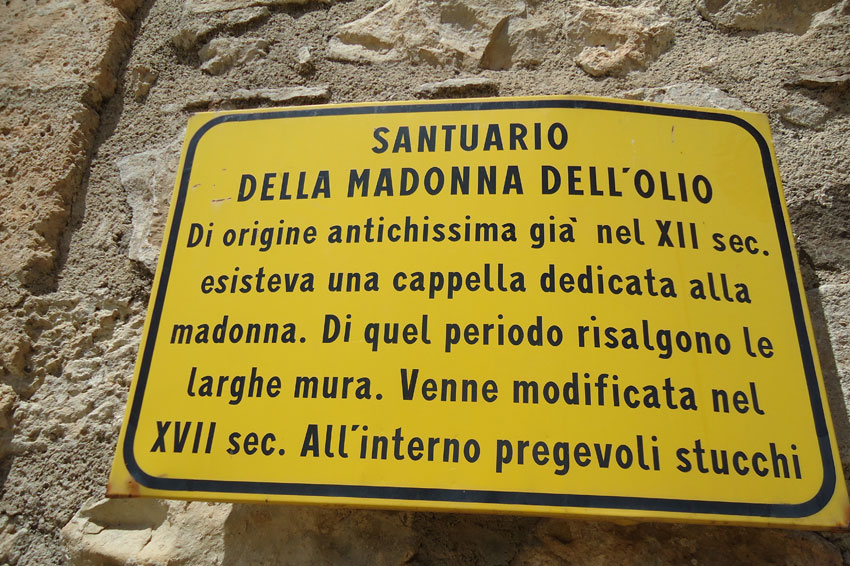 SANTUARIO
DELLA MADONNA DELL'OLIO
Di origine antichissima già nel XII sec.
esisteva una cappella dedicata alla
madonna. Di quel periodo risalgono le
larghe mura. Venne modificata nel
XVII sec. All'interno pregevoli stucchi